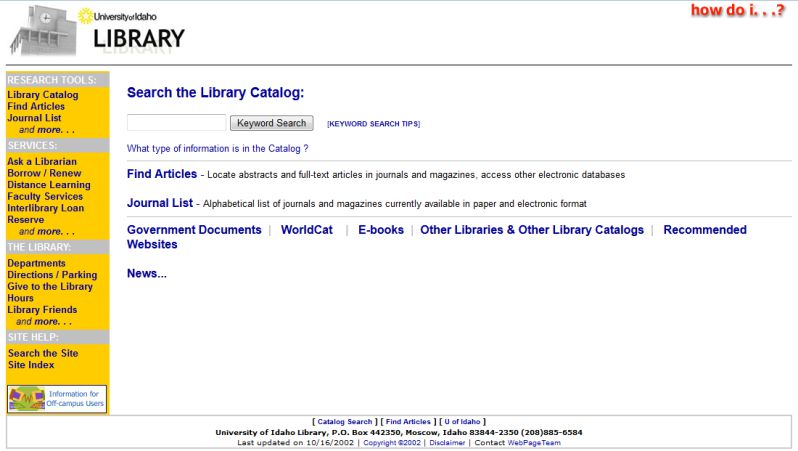 University of Idaho
LIBRARY
how do i. . .?
RESEARCH TOOLS:
Library Catalog
Find Articles
Journal List
and more. . .
SERVICES:
Ask a Librarian
Borrow / Renew
Distance Learning
Faculty Services
Interlibrary Loan
Reserve
and more. . .
THE LIBRARY:
Departments
Directions / Parking
Give to the Library
Hours
Library Friends
and more. . .
SITE HELP:
Search the Site
Site Index
Information for
Off-campus Users
Search the Library Catalog:
Keyword Search [KEYWORD SEARCH TIPS]
What type of information is in the Catalog ?
Find Articles - Locate abstracts and full-text articles in journals and magazines, access other electronic databases
Journal List - Alphabetical list of journals and magazines currently available in paper and electronic format
Government Documents | WorldCat | E-books | Other Libraries & Other Library Catalogs | Recommended
Websites
News...
[ Catalog Search ] [ Find Articles ] [ U of Idaho ]
University of Idaho Library, P.O. Box 442350, Moscow, Idaho 83844-2350 (208)885-6584
Last updated on 10/16/2002 | Copyright ©2002 | Disclaimer | Contact WebPageTeam